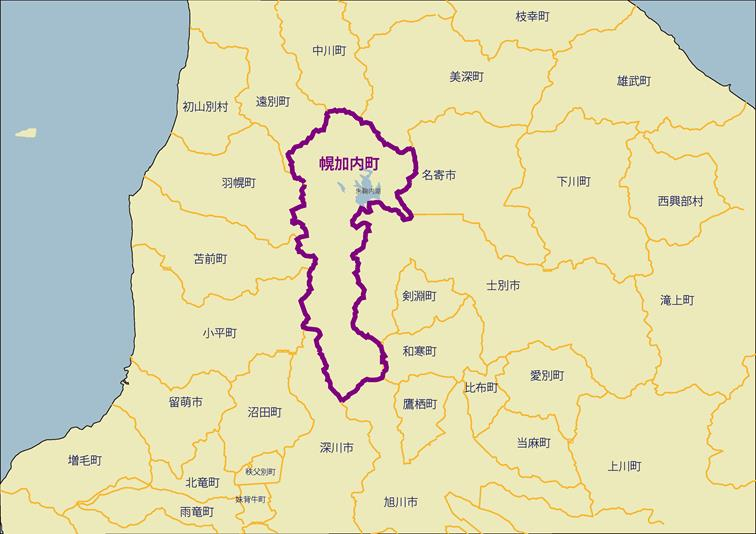 枝幸町
中川町
美深町
雄武町
初山別村
遠別町
幌加内町
羽幌町
名寄市
下川町
朱鞠内湖
西興部村
苫前町
士別市
剣淵町
滝上町
小平町
和寒町
愛別町
比布町
留萌市
沼田町
鷹栖町
深川市
当麻町
増毛町
秩父別町
上川町
北竜町
妹背牛町
雨竜町
旭川市